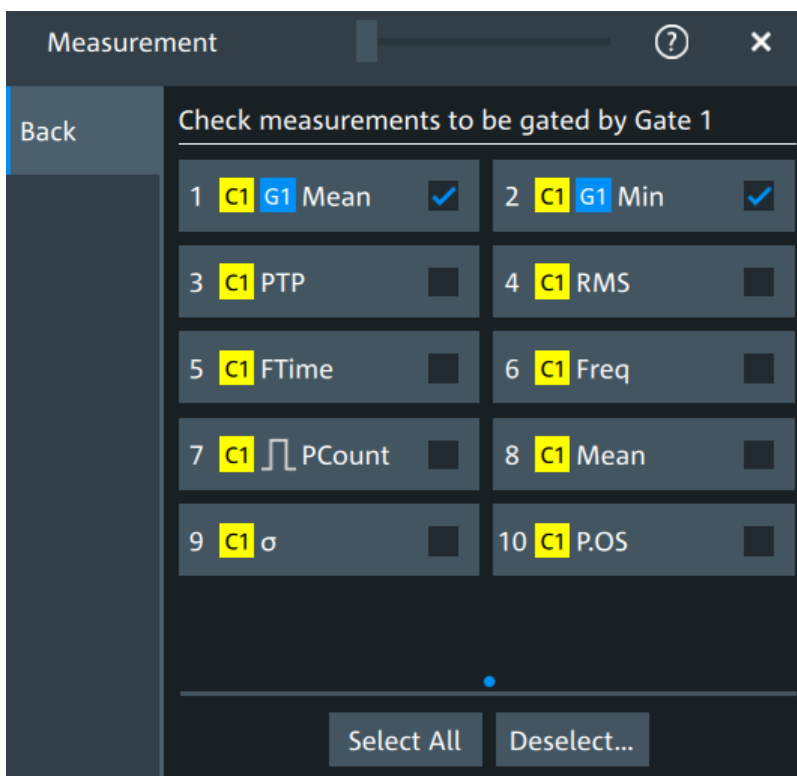 Measurement ? ×
Back
Check measurements to be gated by Gate 1
1 C1 G1 Mean
2 C1 G1 Min
3 C1 PTP
4 C1 RMS
5 C1 FTime
6 C1 Freq
7 C1 PCount
8 C1 Mean
9 C1 σ
10 C1 P.OS
Select All
Deselect...